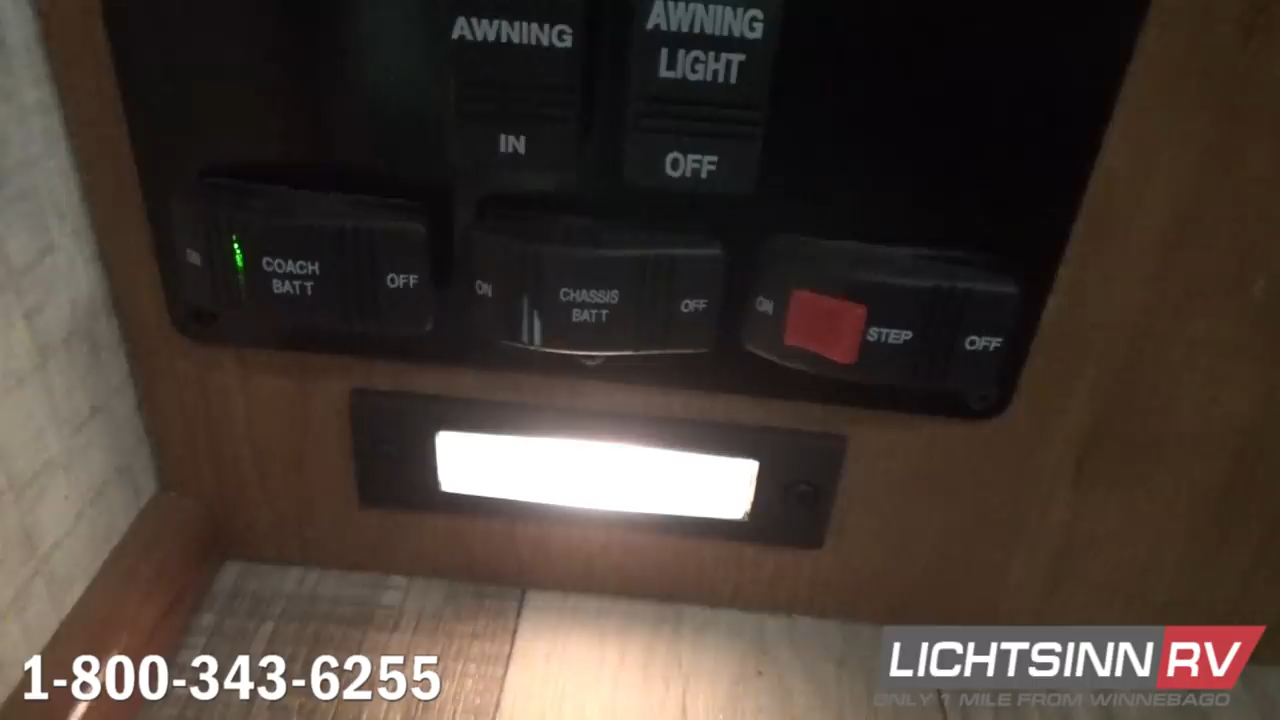 AWNING
IN
AWNING
LIGHT
OFF
COACH
BATT
OFF
ON
CHASSIS
BATT
OFF
ON
STEP
OFF
1-800-343-6255
LICHTSINN RV
ONLY 1 MILE FROM WINNEBAGO